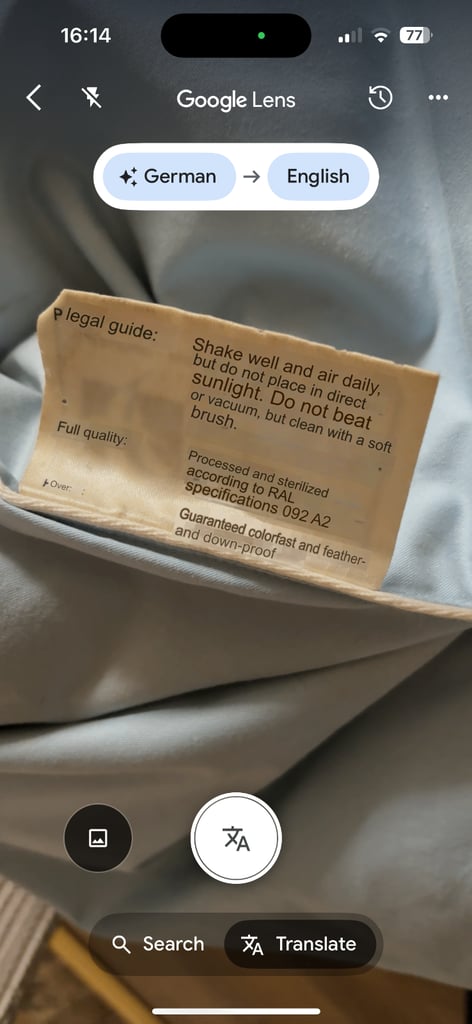 16:14
77
Google Lens
German → English
P legal guide:
Shake well and air daily,
but do not place in direct
sunlight. Do not beat
or vacuum, but clean with a soft
brush.
Full quality:
Processed and sterilized
according to RAL
specifications 092 A2
Over:
Guaranteed colorfast and feather-
and down-proof
Search
Translate